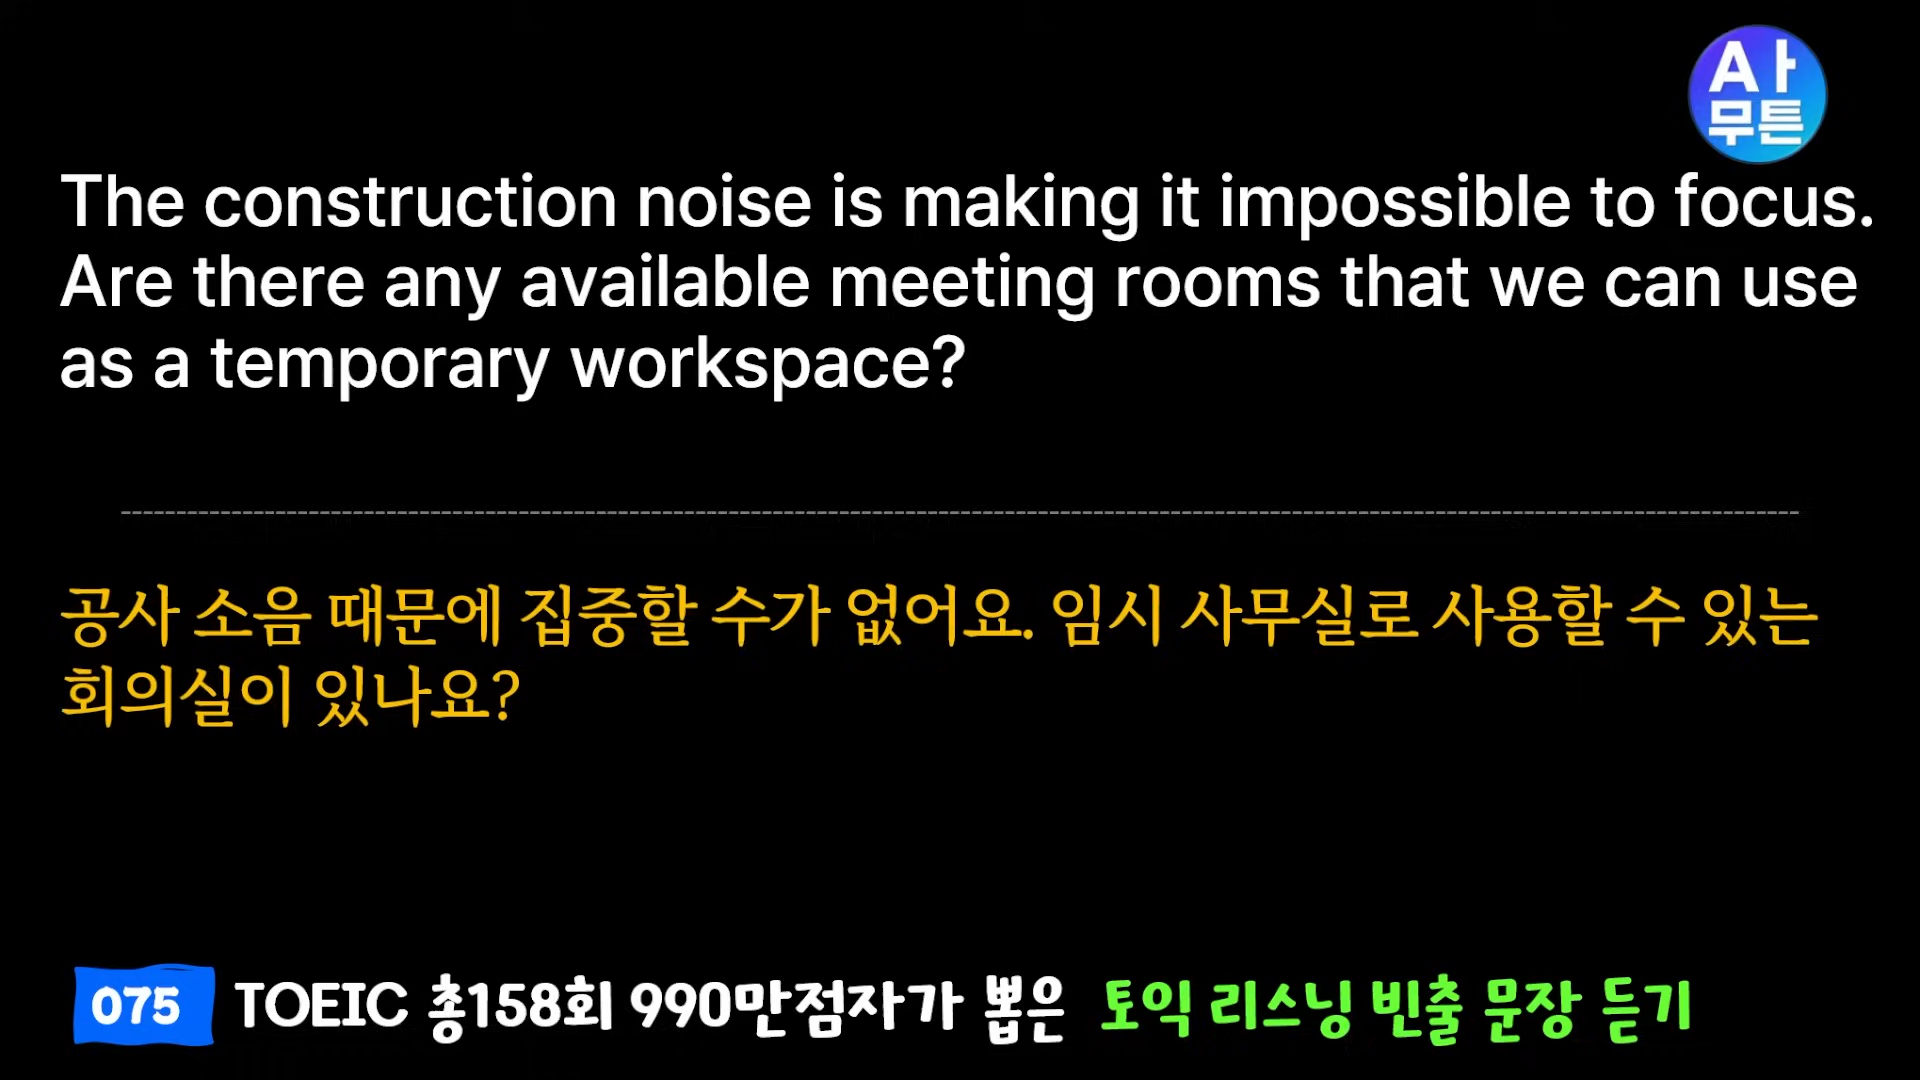 A사
무튼
The construction noise is making it impossible to focus.
Are there any available meeting rooms that we can use
as a temporary workspace?
공사 소음 때문에 집중할 수가 없어요. 임시 사무실로 사용할 수 있는
회의실이 있나요?
075 TOEIC 총158회 990만점자가 뽑은 토익 리스닝 빈출 문장 듣기